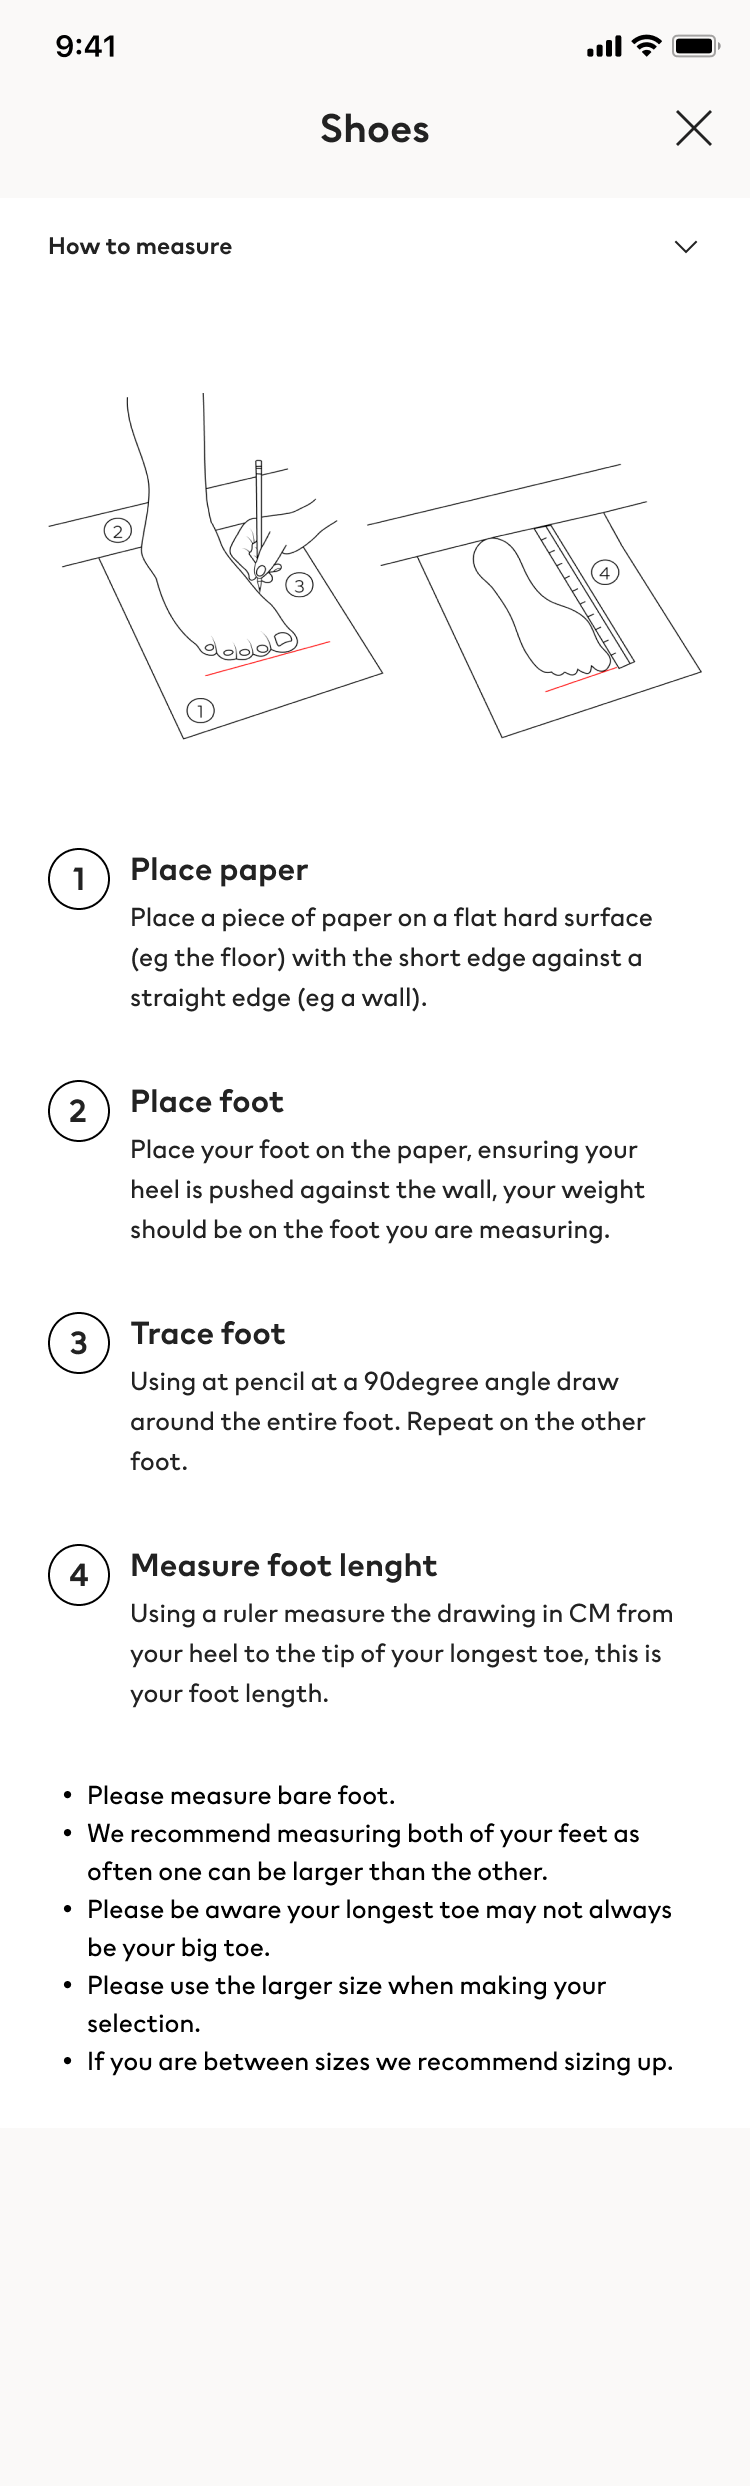 9:41
Shoes
How to measure
2
3
1
4
1
Place paper
Place a piece of paper on a flat hard surface
(eg the floor) with the short edge against a
straight edge (eg a wall).
2
Place foot
Place your foot on the paper, ensuring your
heel is pushed against the wall, your weight
should be on the foot you are measuring.
3
Trace foot
Using at pencil at a 90degree angle draw
around the entire foot. Repeat on the other
foot.
4
Measure foot lenght
Using a ruler measure the drawing in CM from
your heel to the tip of your longest toe, this is
your foot length.
• Please measure bare foot.
• We recommend measuring both of your feet as
often one can be larger than the other.
• Please be aware your longest toe may not always
be your big toe.
• Please use the larger size when making your
selection.
• If you are between sizes we recommend sizing up.